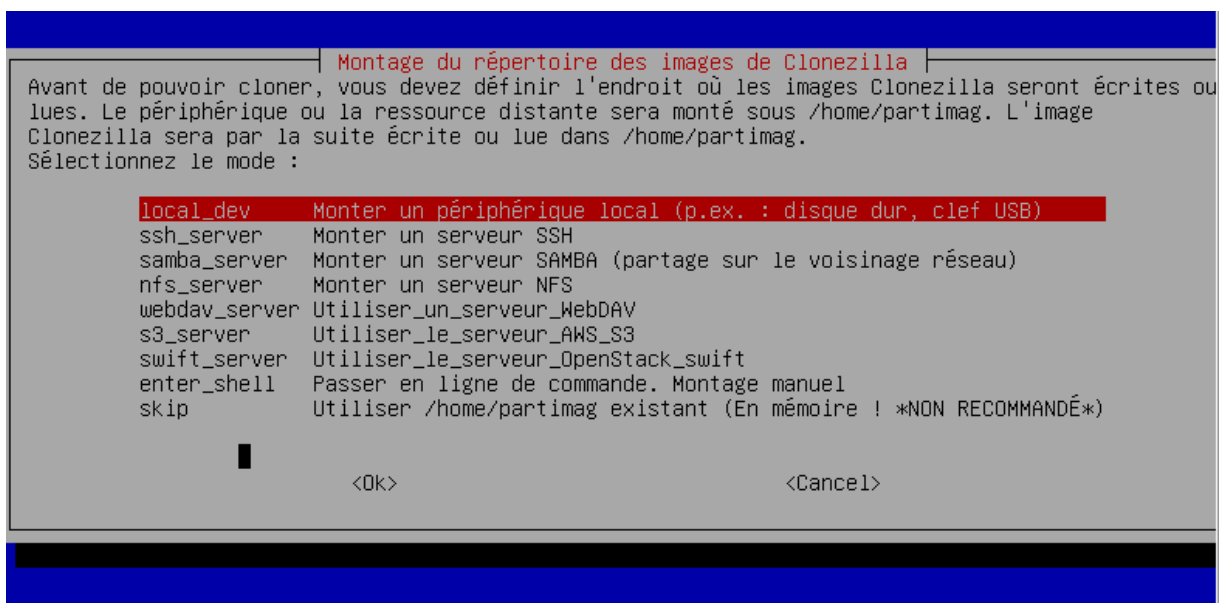 Montage du répertoire des images de Clonezilla
Avant de pouvoir cloner, vous devez définir l'endroit où les images Clonezilla seront écrites ou
lues. Le périphérique ou la ressource distante sera monté sous /home/partimag. L'image
Clonezilla sera par la suite écrite ou lue dans /home/partimag.
Sélectionnez le mode :
local_dev Monter un périphérique local (p.ex. : disque dur, clef USB)
ssh_server Monter un serveur SSH
samba_server Monter un serveur SAMBA (partage sur le voisinage réseau)
nfs_server Monter un serveur NFS
webdav_server Utiliser_un_serveur_WebDAV
s3_server Utiliser_le_serveur_AWS_S3
swift_server Utiliser_le_serveur_OpenStack_swift
enter_shell Passer en ligne de commande. Montage manuel
skip Utiliser /home/partimag existant (En mémoire ! *NON RECOMMANDÉ*)
<Ok> <Cancel>